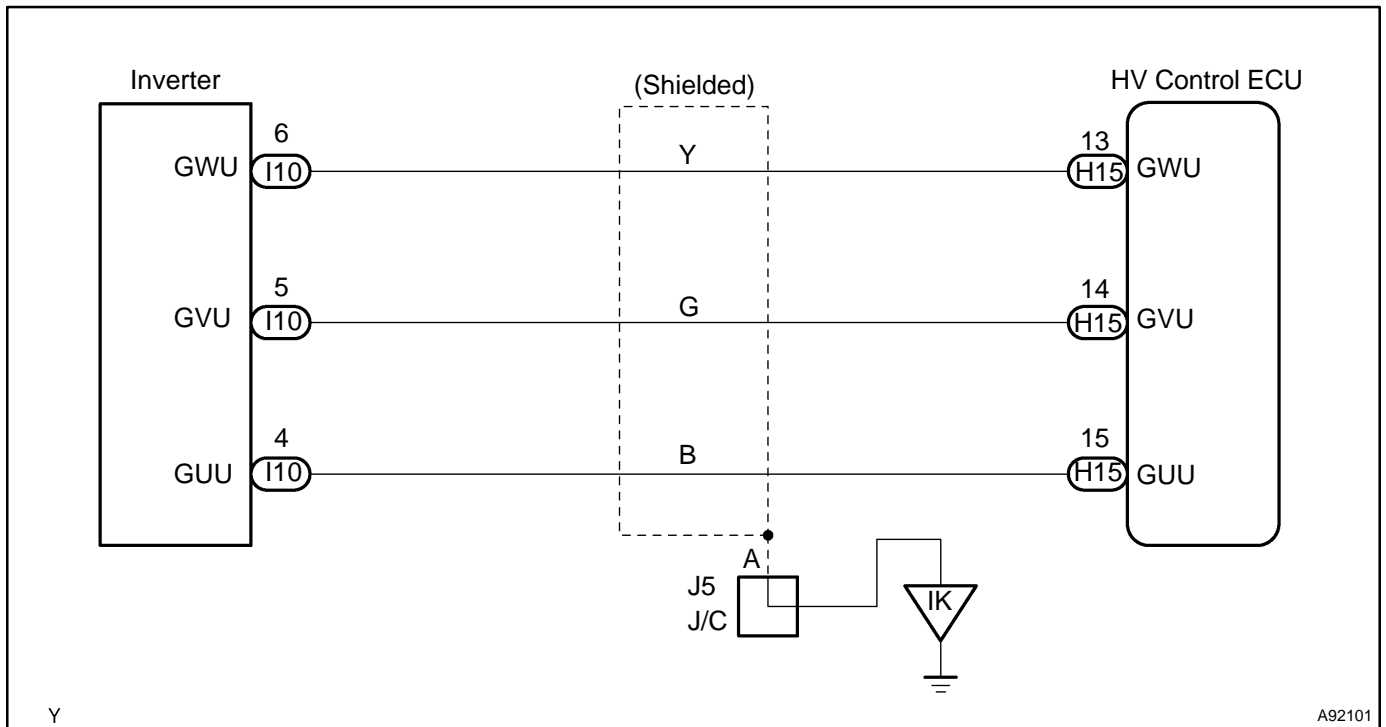 Inverter
(Shielded)
HV Control ECU
6
Y
13
GWU
I10
H15
GWU
5
G
14
GVU
I10
H15
GVU
4
B
15
GUU
I10
H15
GUU
A
J5
J/C
IK
Y
A92101